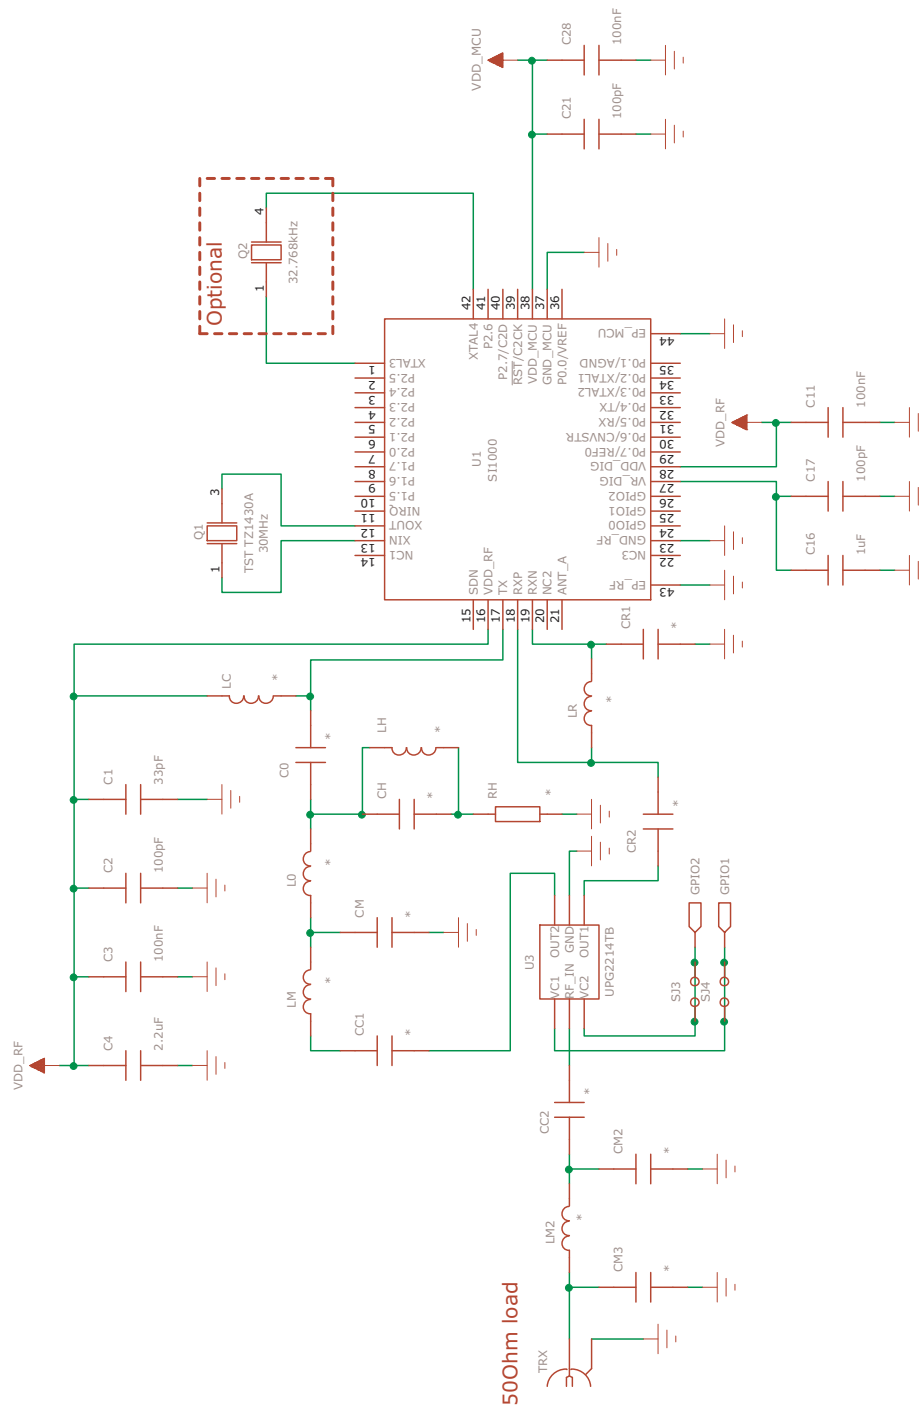 VDD_MCU
C28
100nF
C21
100pF
Optional
4
Q2
32.768kHz
1
42
41
40
39
38
37
36
XTAL4
P2.6
P2.7/C2D
RST/C2CK
VDD_MCU
GND_MCU
P0.0/VREF
XTAL3
1
P2.5
2
P2.4
3
P2.3
4
P2.2
5
P2.1
6
P2.0
7
P1.7
8
P1.6
9
P1.5
10
NIRQ
11
XOUT
12
XIN
13
NC1
14
U1
SI1000
EP_MCU
44
P0.1/AGND
35
P0.2/XTAL1
34
P0.3/XTAL2
33
P0.4/TX
32
P0.5/RX
31
P0.6/CNVSTR
30
P0.7/REF0
29
VDD_DIG
28
VR_DIG
27
GPIO2
26
GPIO1
25
GPIO0
24
GND_RF
23
NC3
22
EP_RF
43
VDD_RF
C11
100nF
C17
100pF
C16
1uF
3
Q1
TST TZ1430A
30MHz
1
SDN
VDD_RF
TX
RXP
RXN
NC2
ANT_A
15
16
17
18
19
20
21
CR1
*
LC
*
LR
*
C0
*
LH
*
CH
*
RH
*
CR2
*
C1
33pF
C2
100pF
C3
100nF
C4
2.2uF
VDD_RF
L0
*
CM
*
LM
*
CC1
*
U3
OUT2
GND
OUT1
VC1
RF_IN
VC2
UPG2214TB
GPIO2
GPIO1
SJ3
SJ4
CC2
*
CM2
*
LM2
*
CM3
*
50Ohm load
TRX